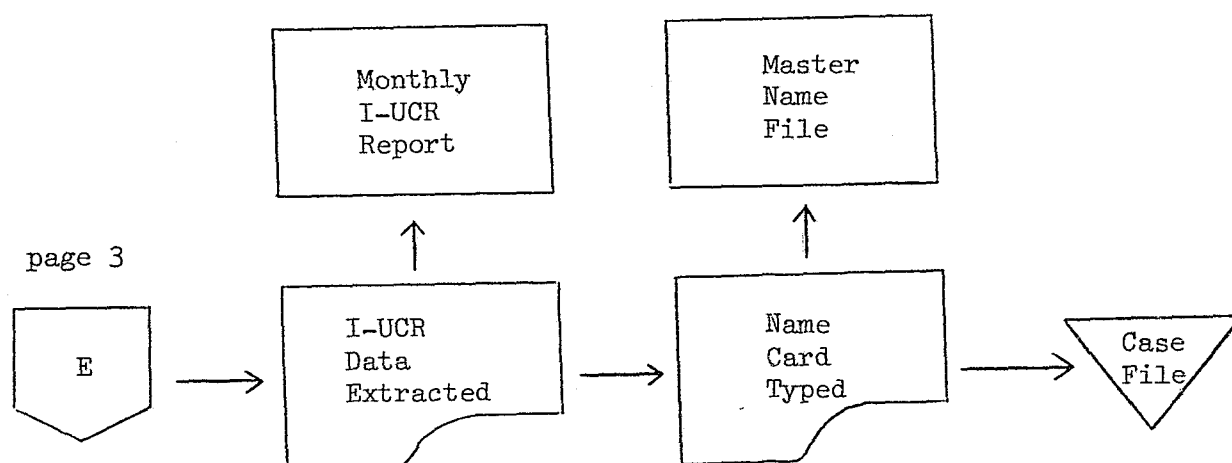 Monthly
I-UCR
Report
Master
Name
File
page 3
E
I-UCR
Data
Extracted
Name
Card
Typed
Case
File